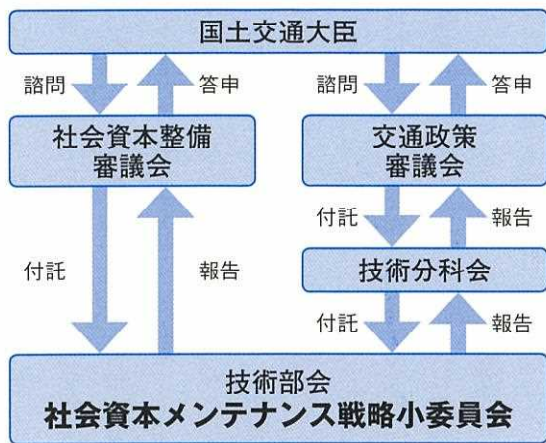 国土交通大臣
諮問 答申 諮問 答申
社会資本整備
審議会
交通政策
審議会
付託 報告
付託 報告
技術分科会
付託 報告
技術部会
社会資本メンテナンス戦略小委員会